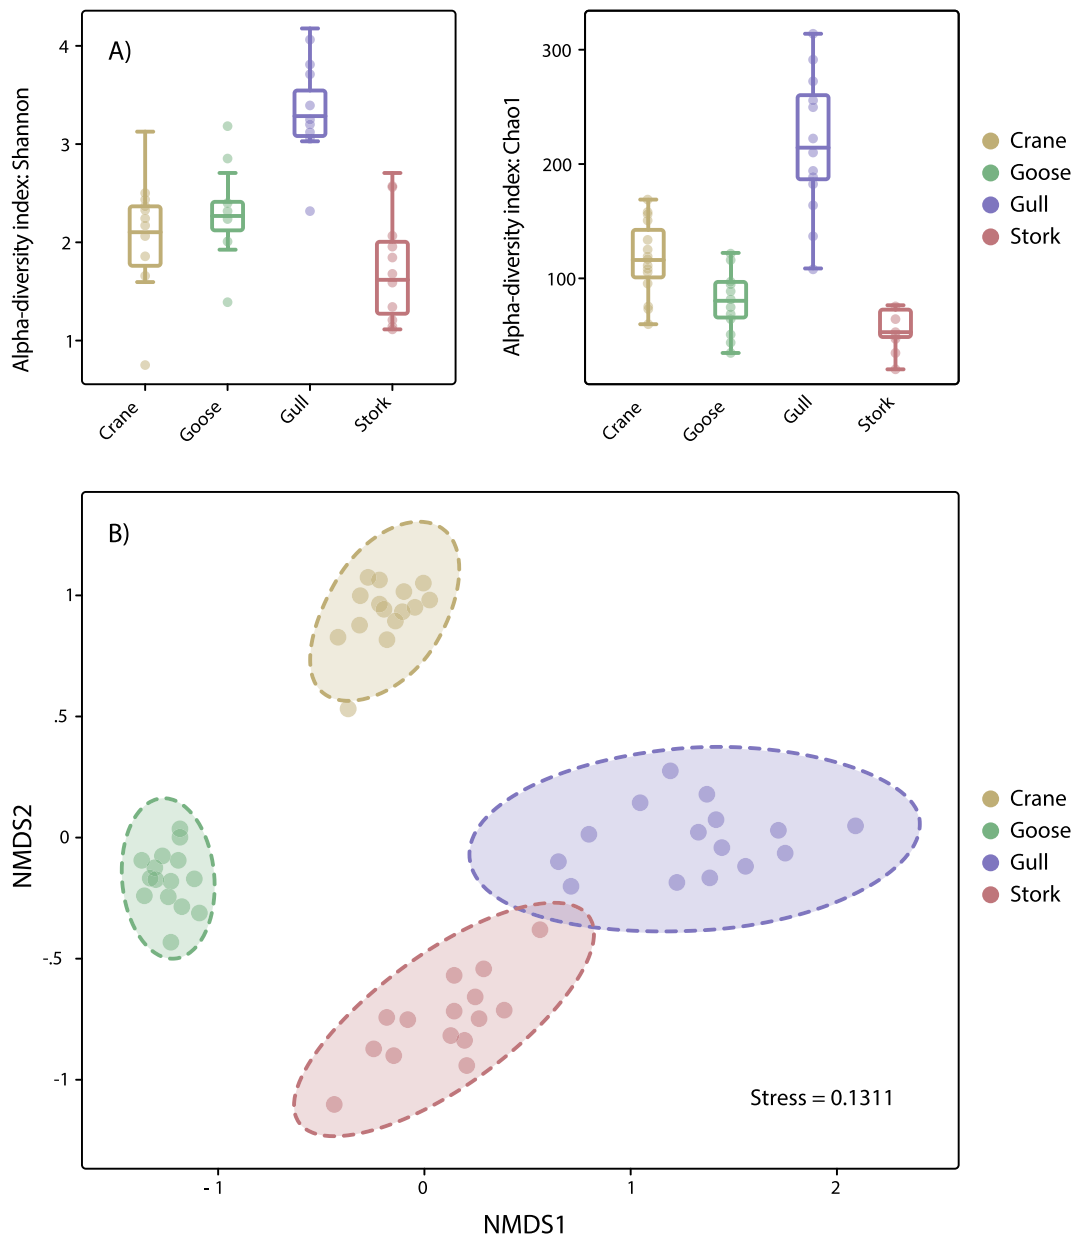 A)
Alpha-diversity index: Shannon
4
3
2
1
Crane
Goose
Gull
Stork
Alpha-diversity index: Chao1
300
200
100
Crane
Goose
Gull
Stork
Crane
Goose
Gull
Stork
B)
NMDS2
1
.5
0
-.5
-1
Stress = 0.1311
- 1
0
1
2
NMDS1
Crane
Goose
Gull
Stork